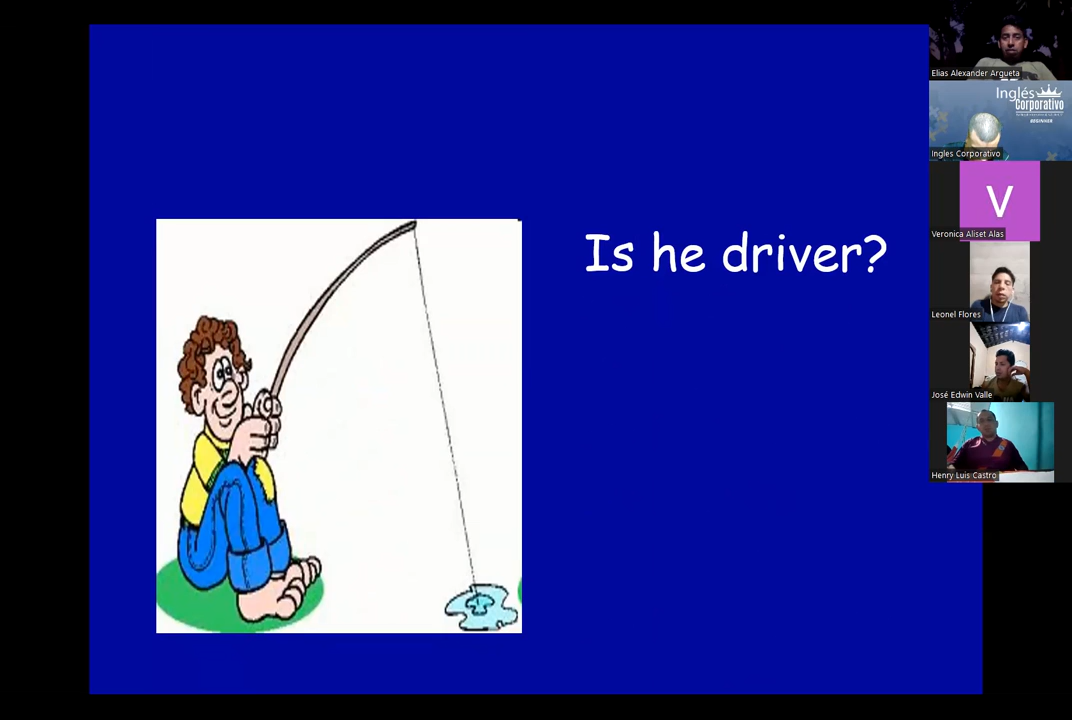 Is he driver?
Elias Alexander Argueta
Inglés
Corporativo
BEGINNER
Ingles Corporativo
V
Veronica Aliset Alas
Leonel Flores
José Edwin Valle
Henry Luis Castro